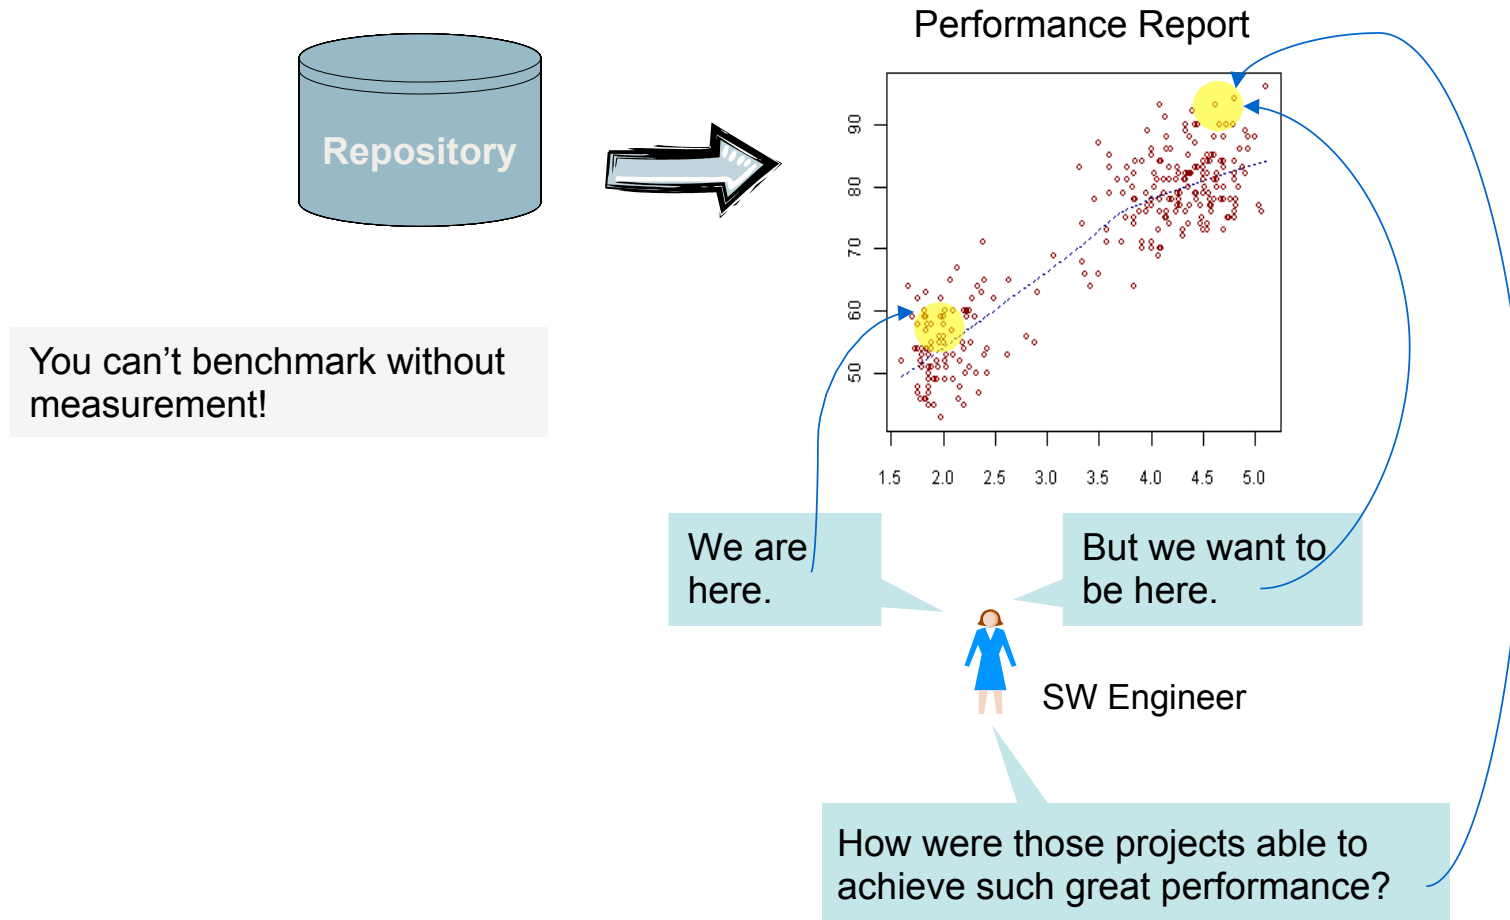 Performance Report
Repository
90
80
70
60
50
1.5 2.0 2.5 3.0 3.5 4.0 4.5 5.0
You can’t benchmark without
measurement!
We are
here.
But we want to
be here.
SW Engineer
How were those projects able to
achieve such great performance?